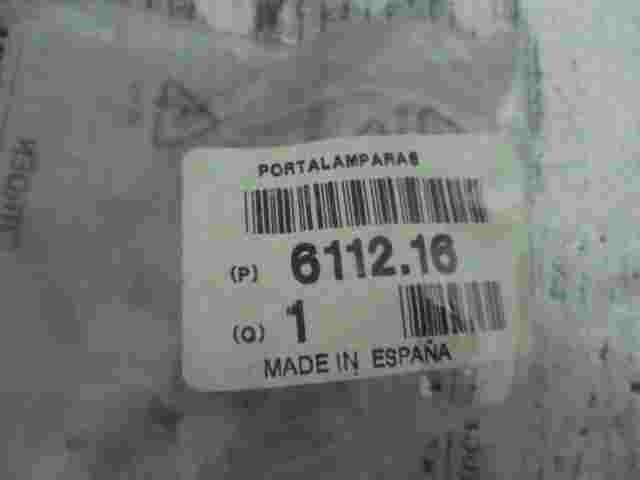 PORTALAMPARAS
(P) 6112.16
(Q) 1
MADE IN ESPAÑA